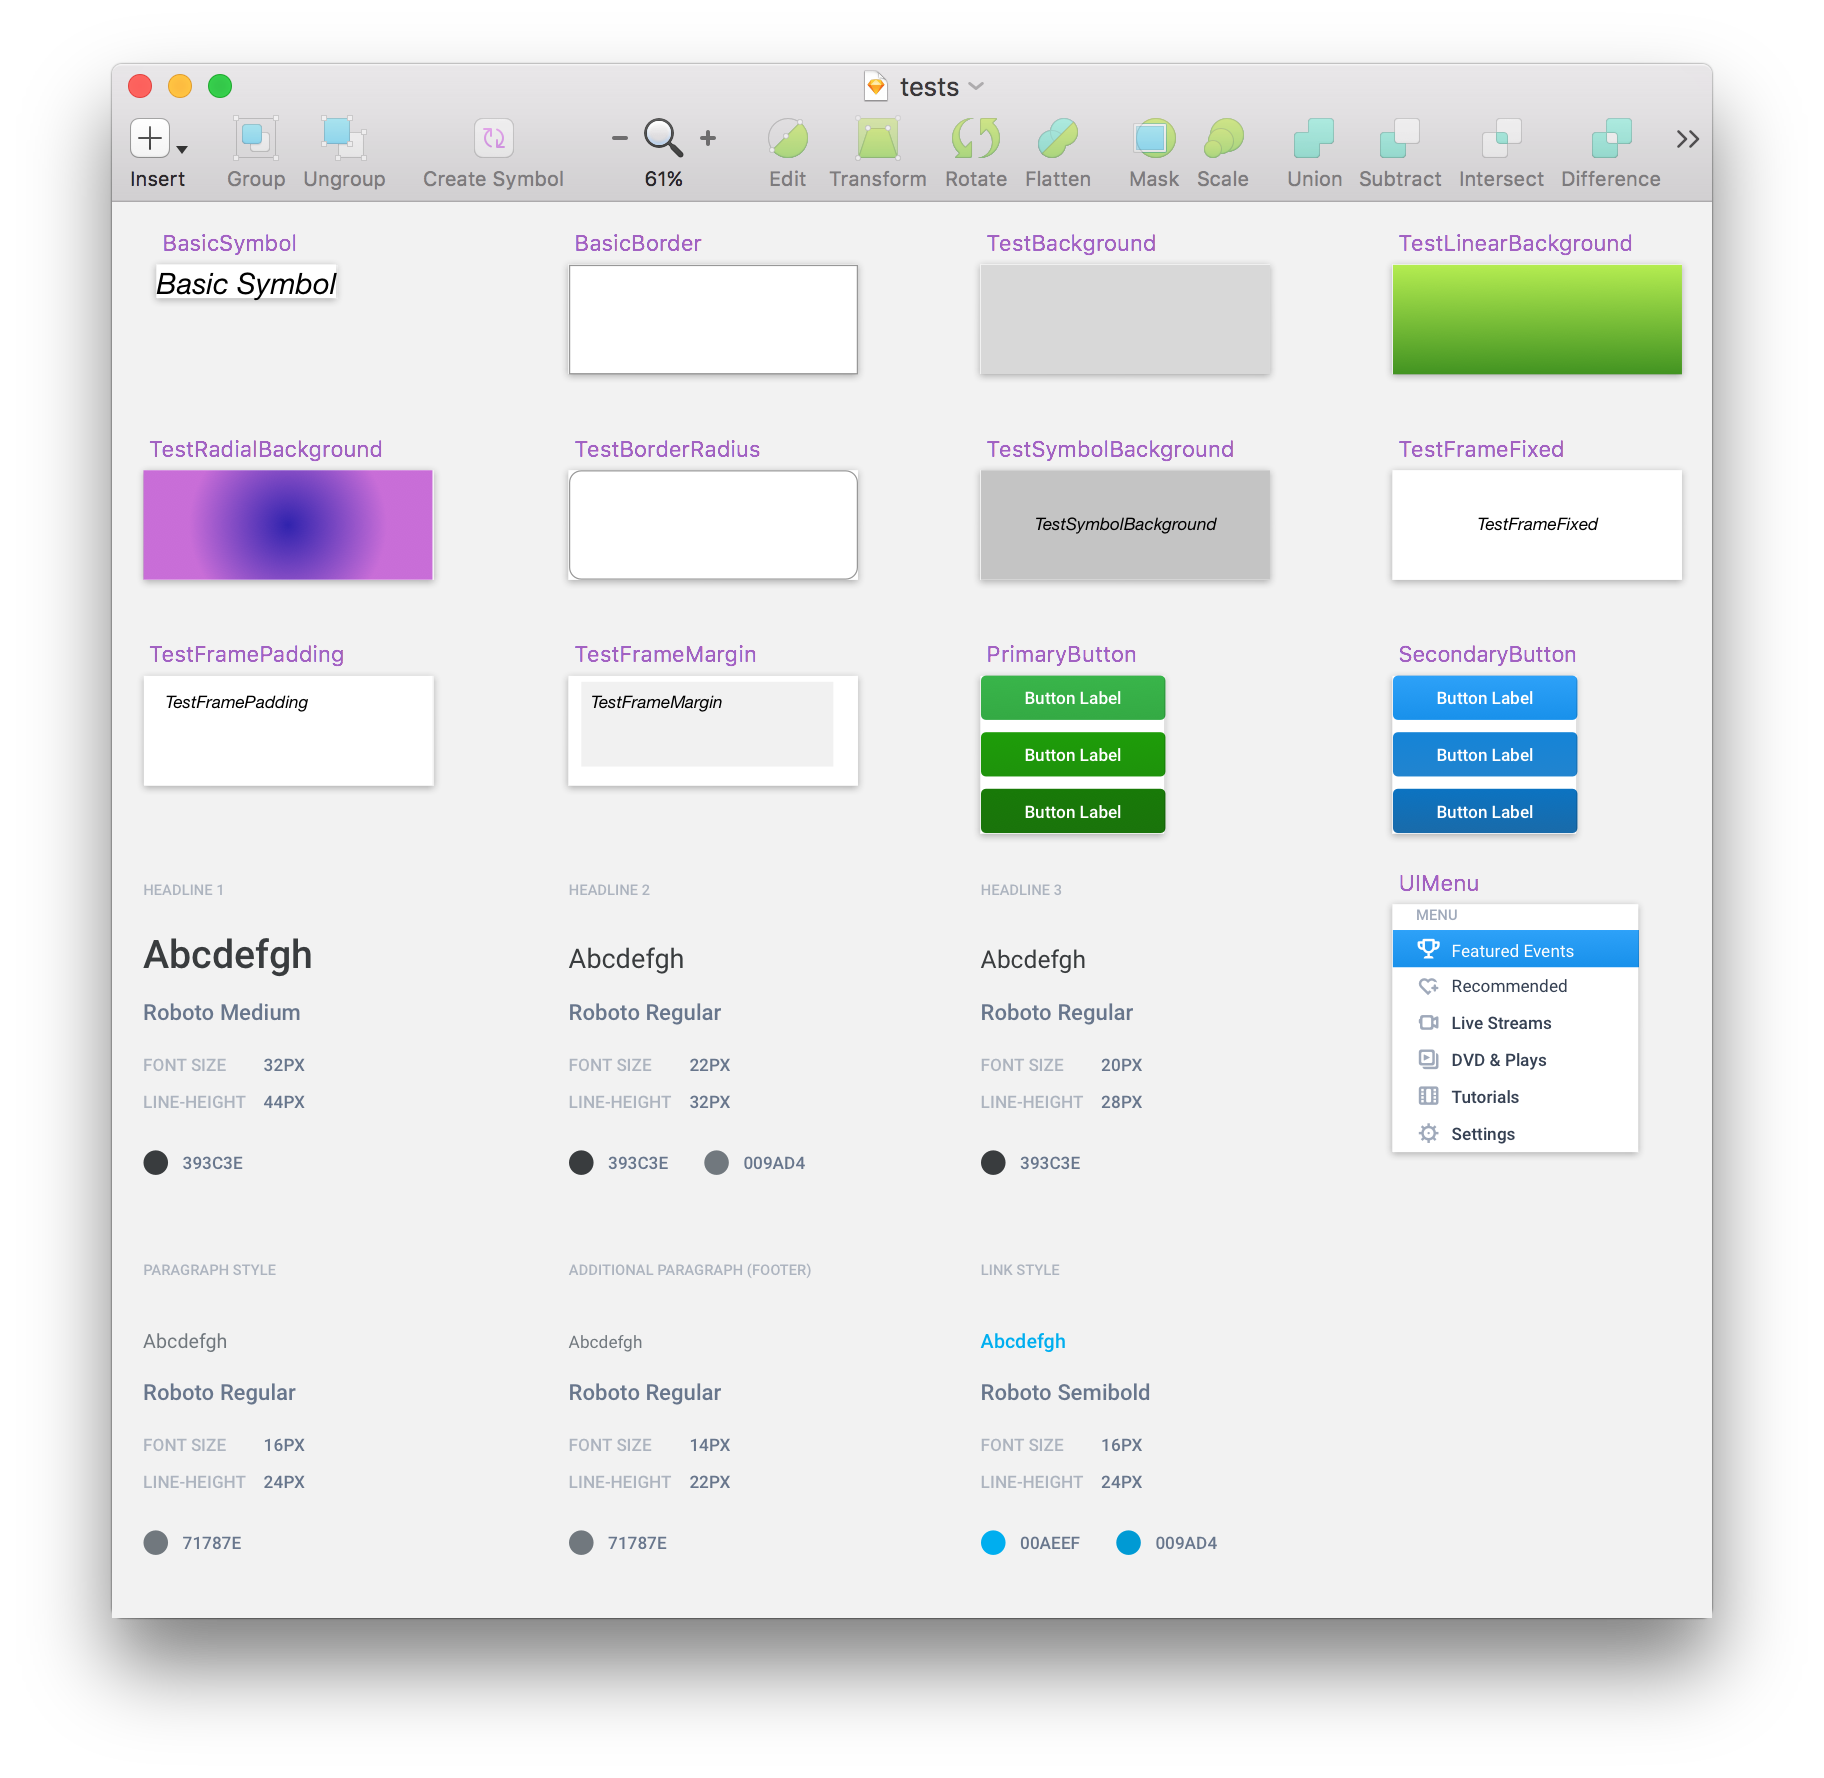 tests
Insert Group Ungroup Create Symbol 61% Edit Transform Rotate Flatten Mask Scale Union Subtract Intersect Difference
BasicSymbol BasicBorder TestBackground TestLinearBackground
Basic Symbol
TestRadialBackground TestBorderRadius TestSymbolBackground TestFrameFixed
TestSymbolBackground TestFrameFixed
TestFramePadding TestFrameMargin PrimaryButton SecondaryButton
TestFramePadding TestFrameMargin Button Label Button Label
Button Label Button Label
Button Label Button Label
HEADLINE 1
Abcdefgh
Roboto Medium
FONT SIZE 32PX
LINE-HEIGHT 44PX
393C3E
HEADLINE 2
Abcdefgh
Roboto Regular
FONT SIZE 22PX
LINE-HEIGHT 32PX
393C3E 009AD4
HEADLINE 3
Abcdefgh
Roboto Regular
FONT SIZE 20PX
LINE-HEIGHT 28PX
393C3E
UIMenu
MENU
Featured Events
Recommended
Live Streams
DVD & Plays
Tutorials
Settings
PARAGRAPH STYLE
Abcdefgh
Roboto Regular
FONT SIZE 16PX
LINE-HEIGHT 24PX
71787E
ADDITIONAL PARAGRAPH (FOOTER)
Abcdefgh
Roboto Regular
FONT SIZE 14PX
LINE-HEIGHT 22PX
71787E
LINK STYLE
Abcdefgh
Roboto Semibold
FONT SIZE 16PX
LINE-HEIGHT 24PX
00AEEF 009AD4